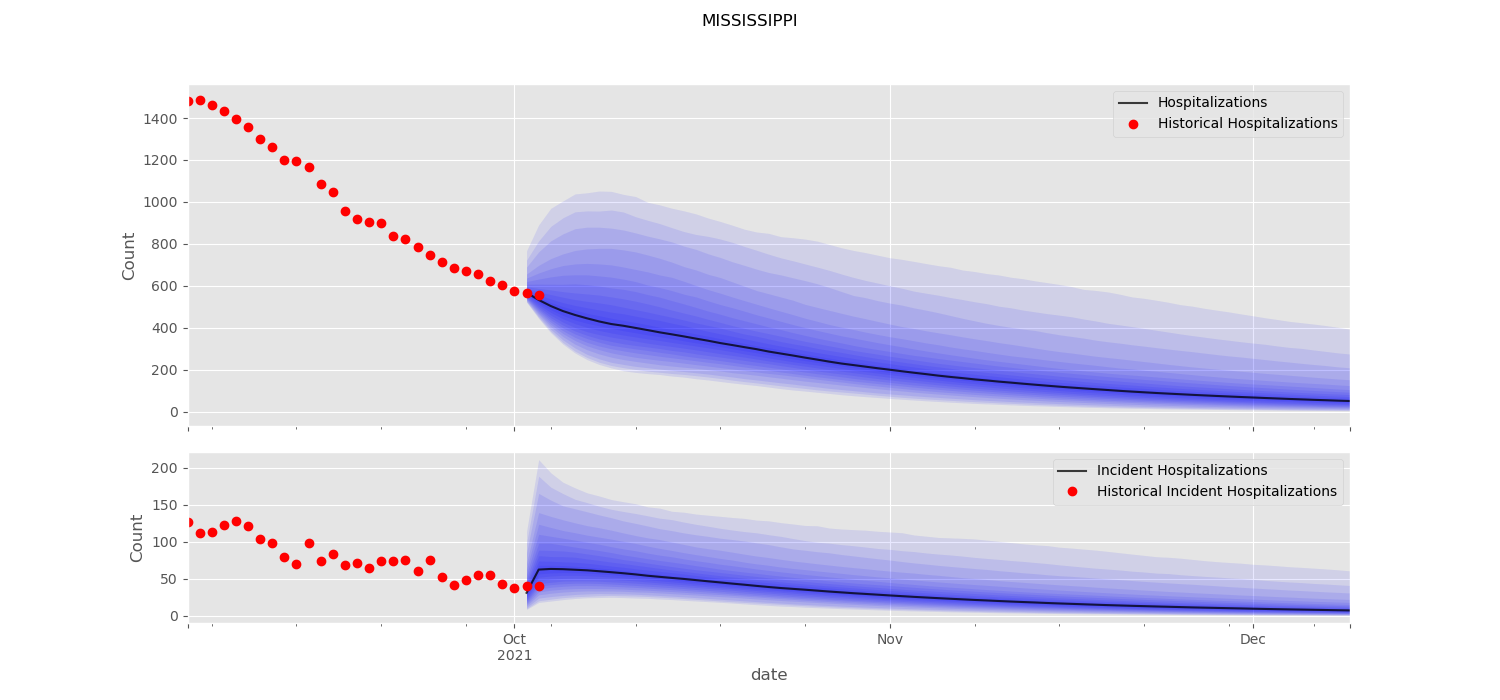 MISSISSIPPI
Hospitalizations
Historical Hospitalizations
Count
1400
1200
1000
800
600
400
200
0
Incident Hospitalizations
Historical Incident Hospitalizations
Count
200
150
100
50
0
Oct
2021
Nov
Dec
date